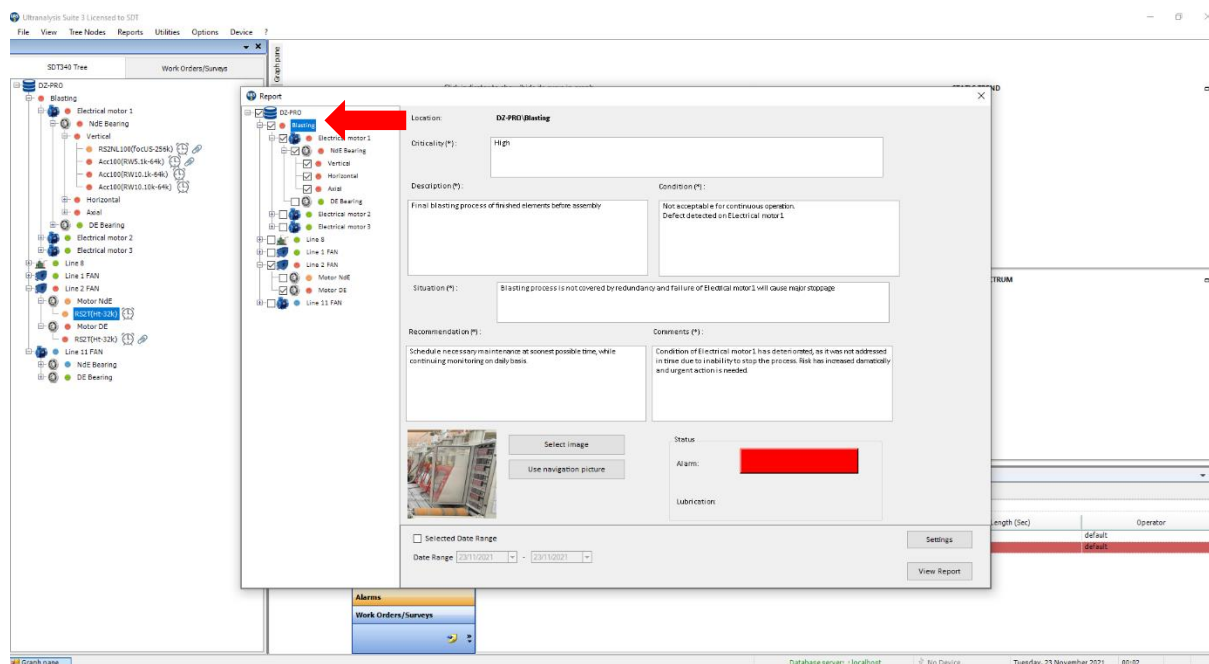 Ultranalysis Suite 3 Licensed to SDT
File View Tree Nodes Reports Utilities Options Device ?
SDT340 Tree
Work Orders/Surveys
DZ-PRO
Blasting
Electrical motor 1
NdE Bearing
Vertical
RS2NL100(focUS-256k)
Acc100(RW5.1k-64k)
Acc100(RW10.1k-64k)
Acc100(RW10.10k-64k)
Horizontal
Axial
DE Bearing
Electrical motor 2
Electrical motor 3
Line 8
Line 1 FAN
Line 2 FAN
Motor NdE
RS2T(Ht-32k)
Motor DE
RS2T(Ht-32k)
Line 11 FAN
NdE Bearing
DE Bearing
Graph pane
Report
DZ-PRO
Blasting
Electrical motor 1
NdE Bearing
Vertical
Horizontal
Axial
DE Bearing
Electrical motor 2
Electrical motor 3
Line 8
Line 1 FAN
Line 2 FAN
Motor NdE
Motor DE
Line 11 FAN
Location: DZ-PRO\Blasting
Criticality(*): High
Description(*):
Final blasting process of finished elements before assembly
Condition (*):
Not acceptable for continuous operation.
Defect detected on ELectrical motor1
Situation (*): Blasting process is not covered by redundancy and failure of Electrical motor1 will cause major stoppage
Recommendation (*):
Schedule necessary maintenance at soonest possible time, while
continuing monitoring on daily basis
Comments (*):
Condition of Electrical motor1 has deteriorated, as it was not addressed
in time due to inability to stop the process. Risk has increased damatically
and urgent action is needed.
Select image
Use navigation picture
Status
Alarm:
Lubrication:
Selected Date Range
Date Range 23/11/2021 - 23/11/2021
Settings
View Report
TRUM
Length (Sec) Operator
default
default
Alarms
Work Orders/Surveys
Graph pane
Database server: : localhost
No Device
Tuesday, 23 November 2021 00:02